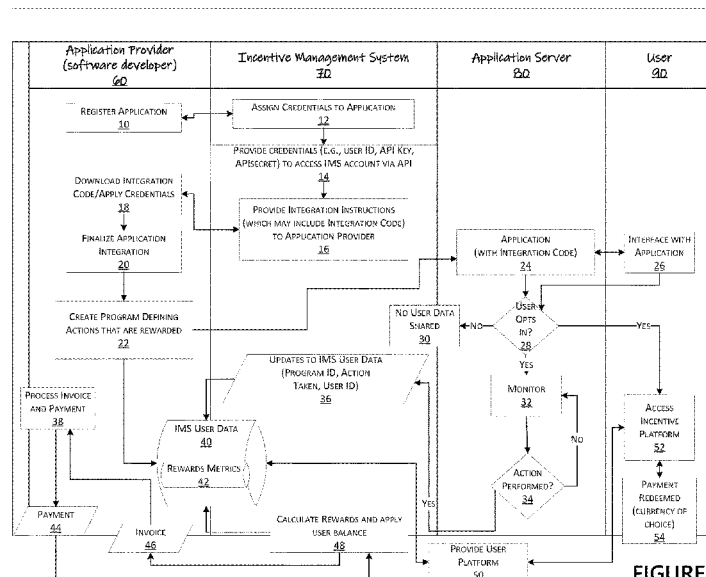 Application Provider
(software developer)
60
Incentive Management System
70
Application Server
80
User
90
Register Application
10
Assign Credentials to Application
12
Provide credentials (e.g., user ID, API Key,
APIsecret) to access IMS account via API
14
Download Integration
Code/Apply Credentials
18
Provide Integration Instructions
(which may include Integration Code)
to Application Provider
16
Finalize Application
Integration
20
Application
(with Integration Code)
24
Interface with
Application
26
Create Program Defining
Actions that are rewarded
22
No User Data
Shared
30
No
User
Opts
In?
28
Yes
Yes
Updates to IMS User Data
(Program ID, Action
Taken, User ID)
36
Monitor
32
Process Invoice
and Payment
38
IMS User Data
40
Rewards Metrics
42
Access
Incentive
Platform
52
No
Action
Performed?
34
Yes
Payment
Redeemed
(currency of
choice)
54
Payment
44
Invoice
46
Calculate Rewards and apply
user balance
48
Provide User
Platform
50
FIGURE